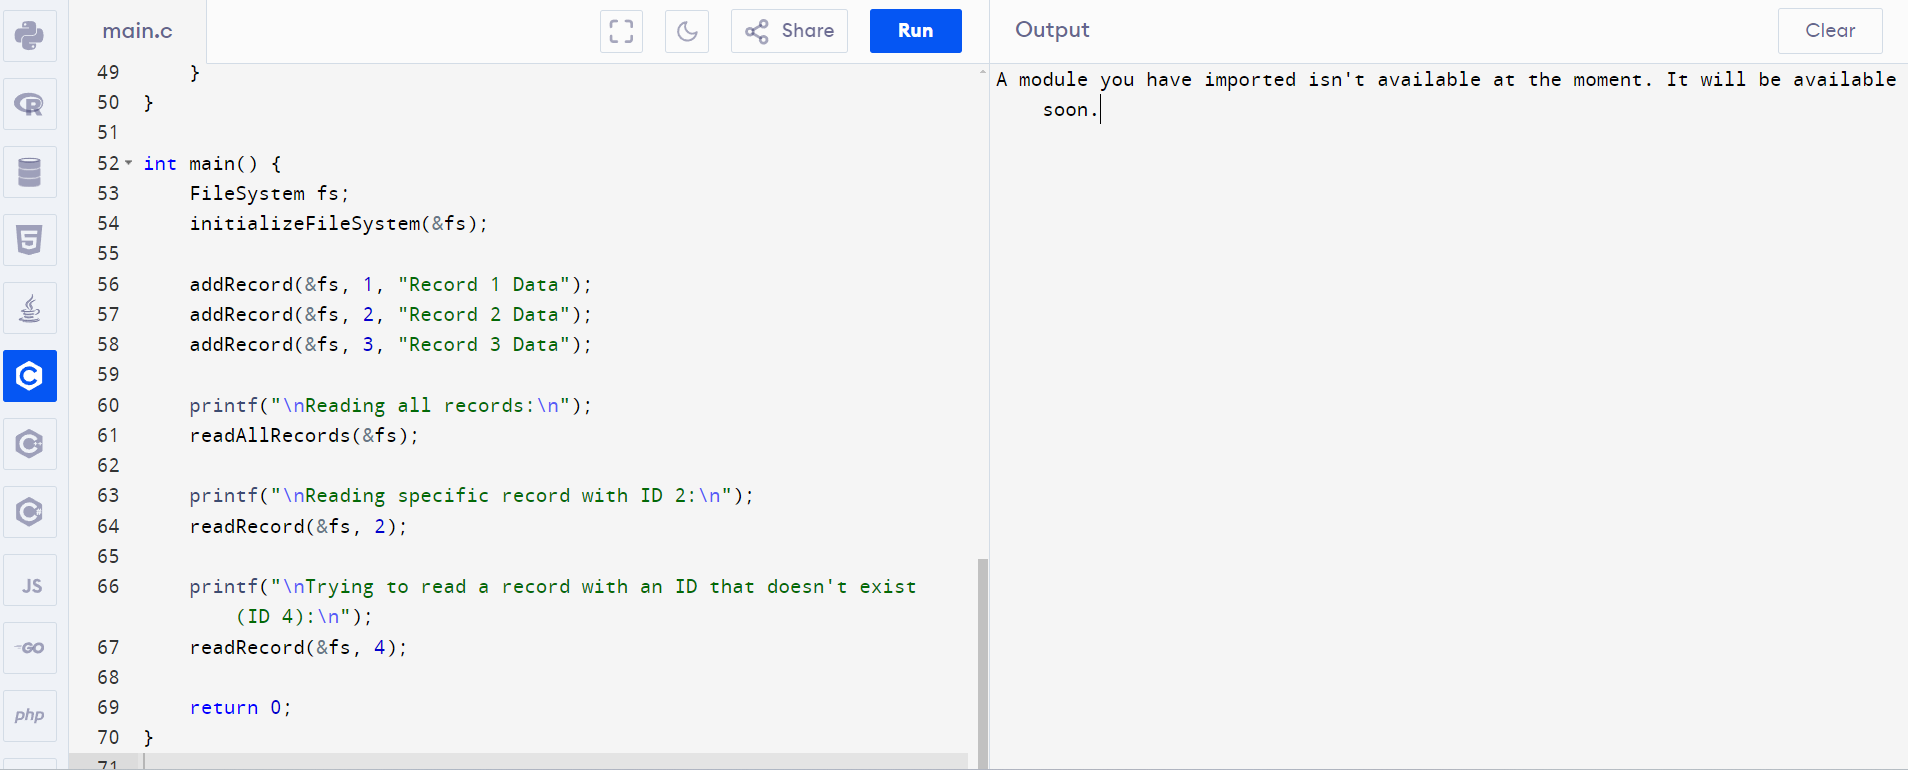 main.c
Share
Run
Output
Clear
49 }
50 }
51
52 int main() {
53 FileSystem fs;
54 initializeFileSystem(&fs);
55
56 addRecord(&fs, 1, "Record 1 Data");
57 addRecord(&fs, 2, "Record 2 Data");
58 addRecord(&fs, 3, "Record 3 Data");
59
60 printf("\nReading all records:\n");
61 readAllRecords(&fs);
62
63 printf("\nReading specific record with ID 2:\n");
64 readRecord(&fs, 2);
65
66 printf("\nTrying to read a record with an ID that doesn't exist
(ID 4):\n");
67 readRecord(&fs, 4);
68
69 return 0;
70 }
71
A module you have imported isn't available at the moment. It will be available
soon.
R
5
C
C++
C#
JS
GO
php